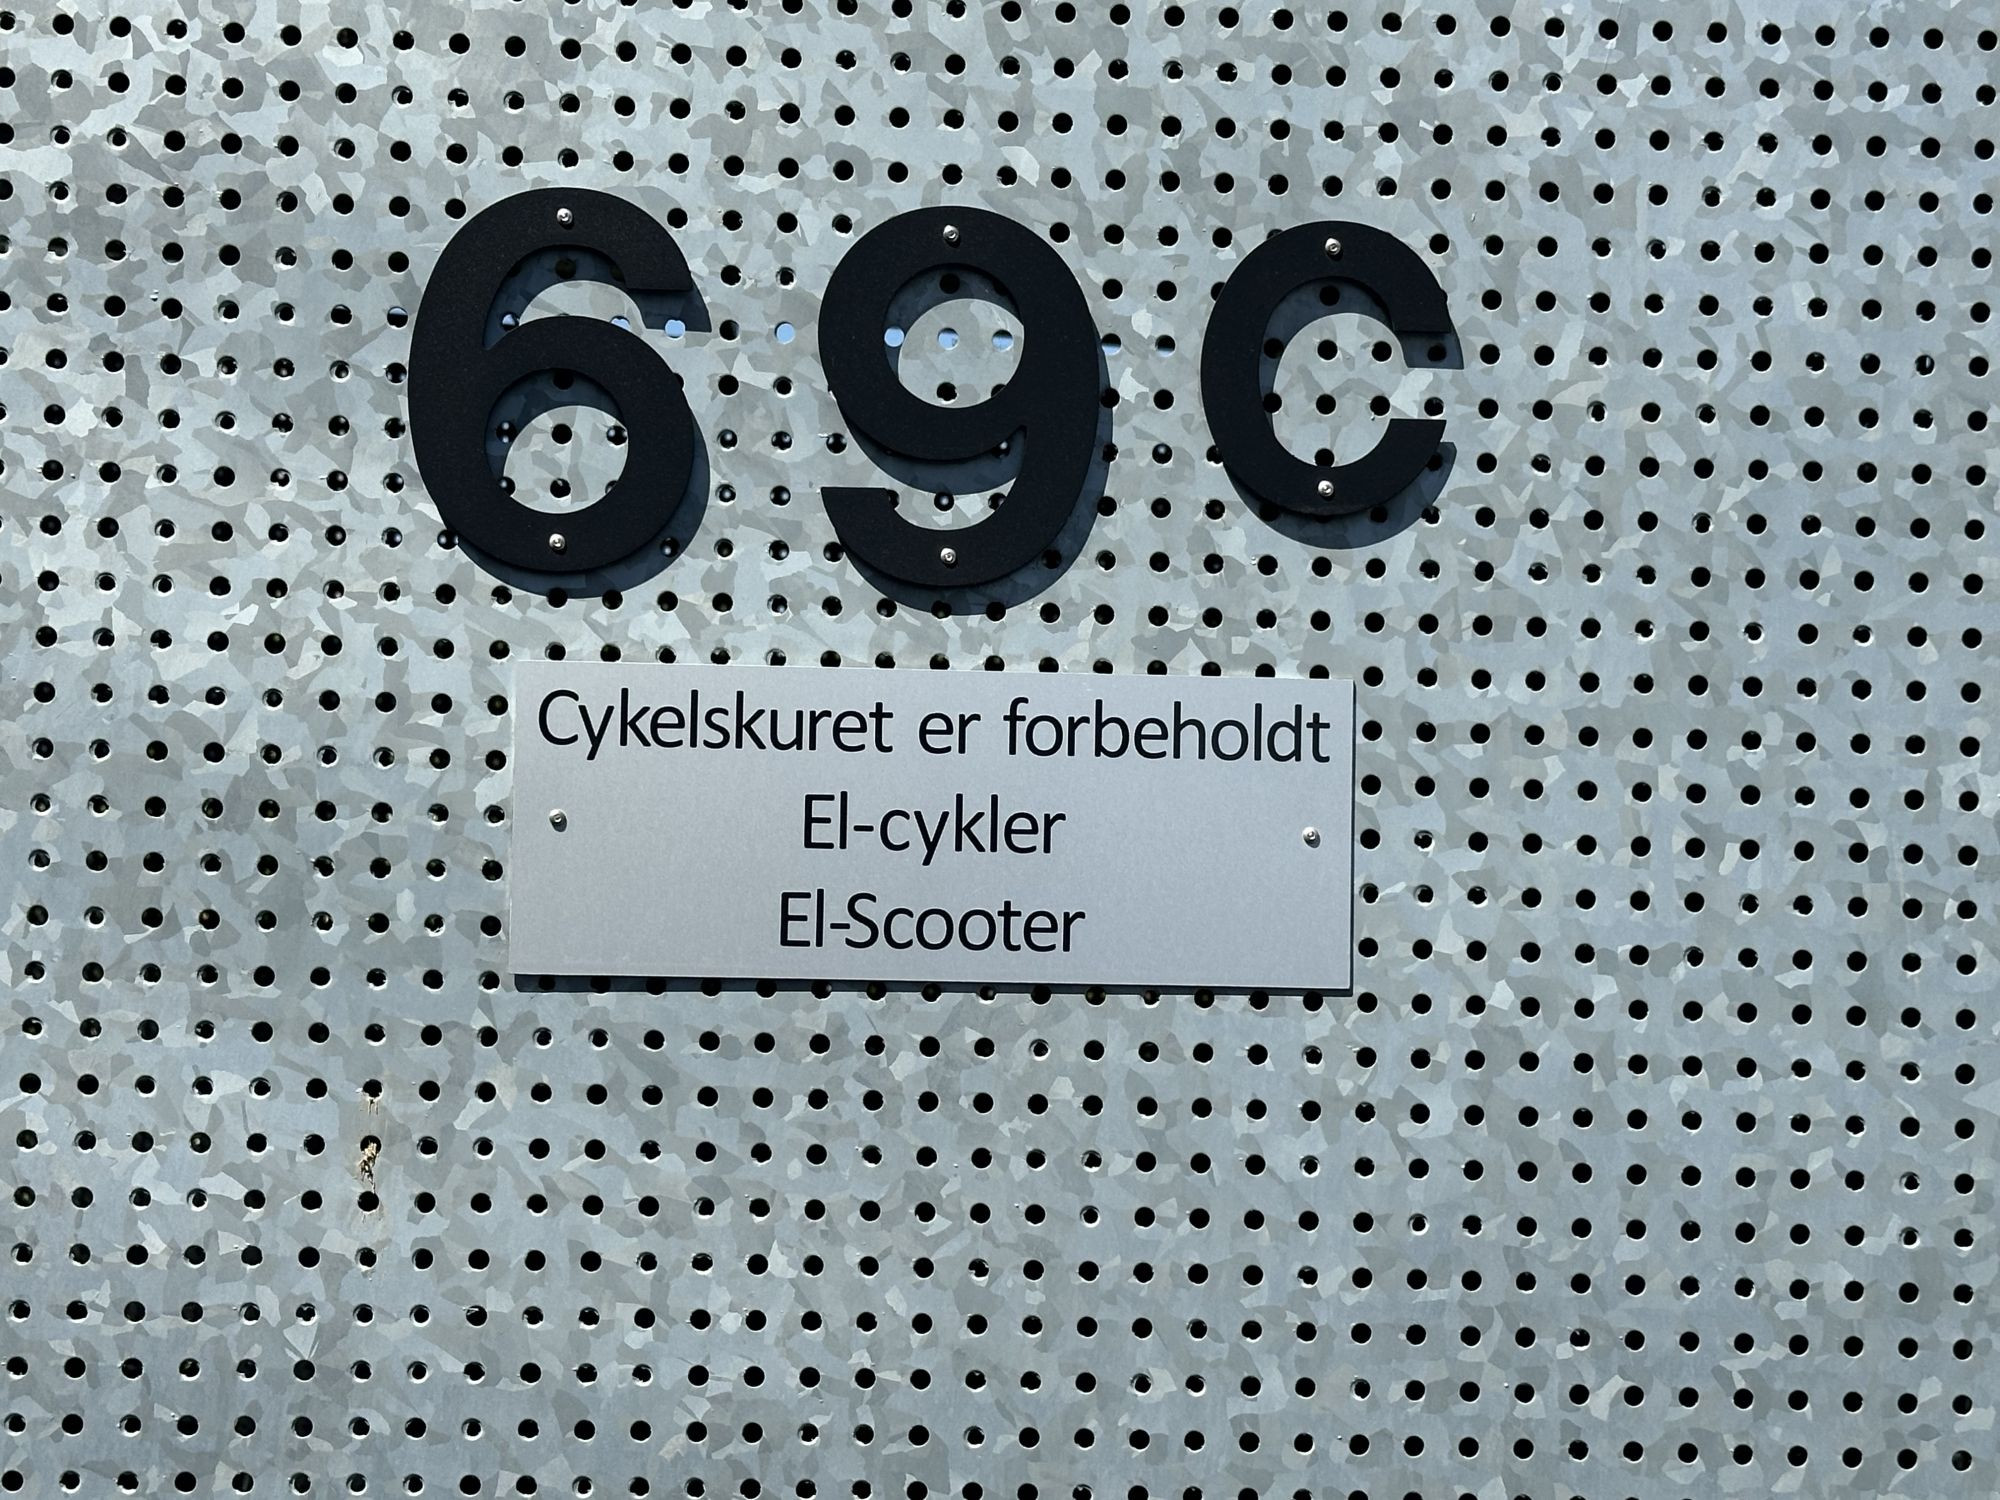 69c
Cykelskuret er forbeholdt
El-cykler
El-Scooter